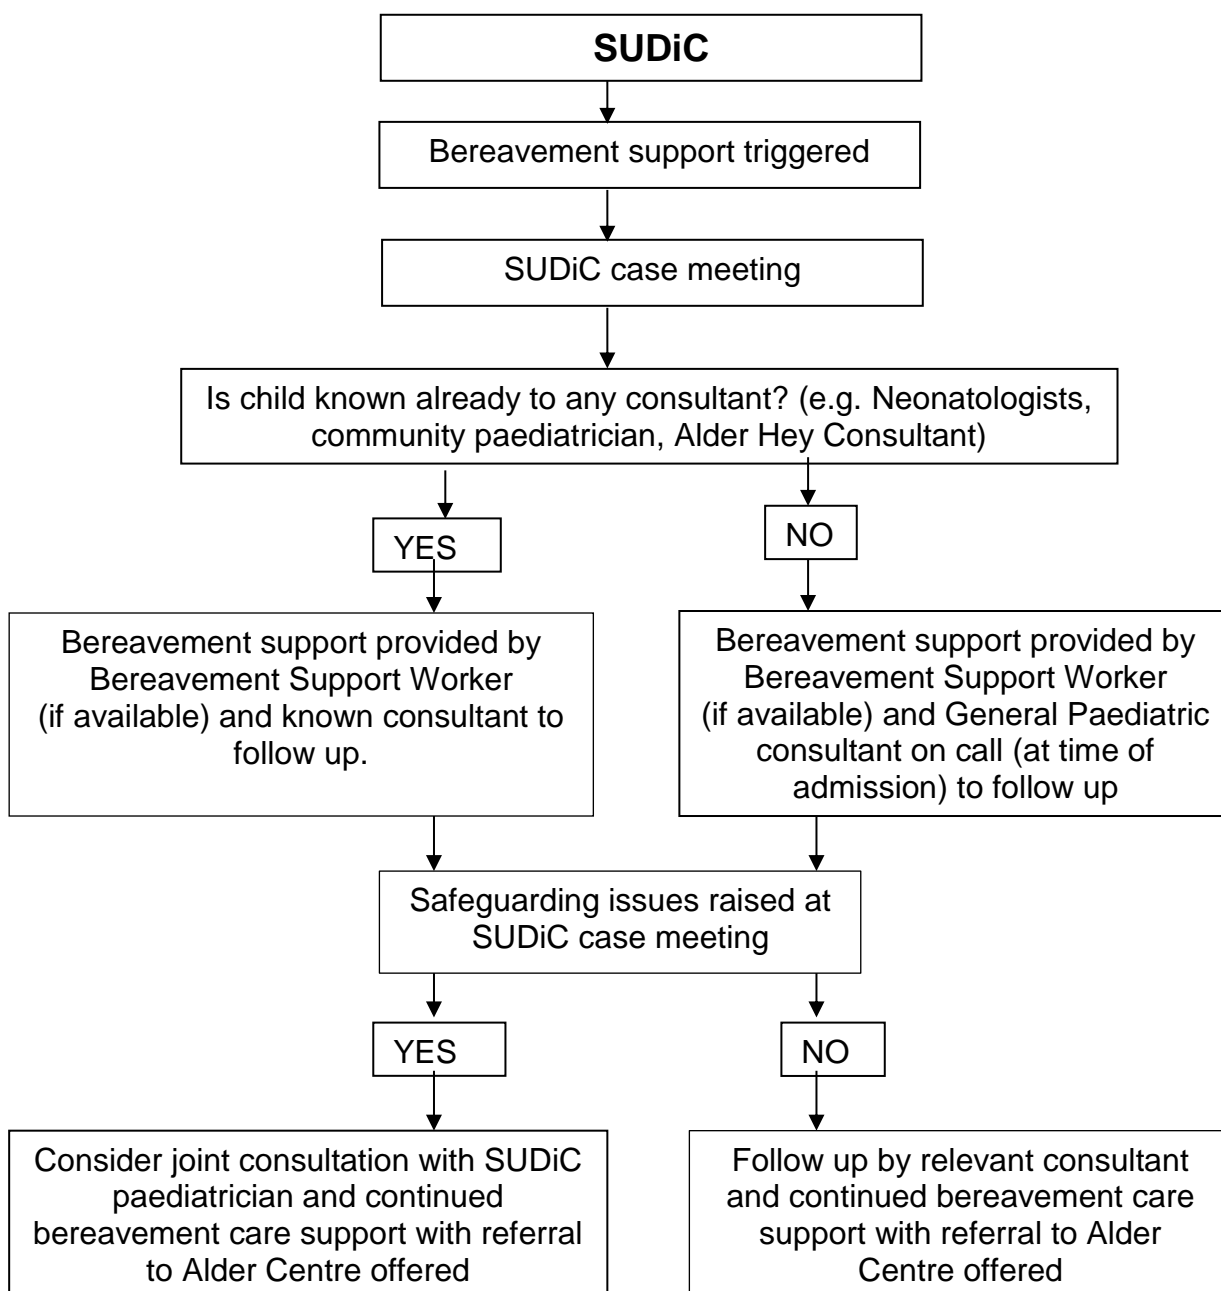 SUDiC
Bereavement support triggered
SUDiC case meeting
Is child known already to any consultant? (e.g. Neonatologists,
community paediatrician, Alder Hey Consultant)
YES
NO
Bereavement support provided by
Bereavement Support Worker
(if available) and known consultant to
follow up.
Bereavement support provided by
Bereavement Support Worker
(if available) and General Paediatric
consultant on call (at time of
admission) to follow up
Safeguarding issues raised at
SUDiC case meeting
YES
NO
Consider joint consultation with SUDiC
paediatrician and continued
bereavement care support with referral
to Alder Centre offered
Follow up by relevant consultant
and continued bereavement care
support with referral to Alder
Centre offered